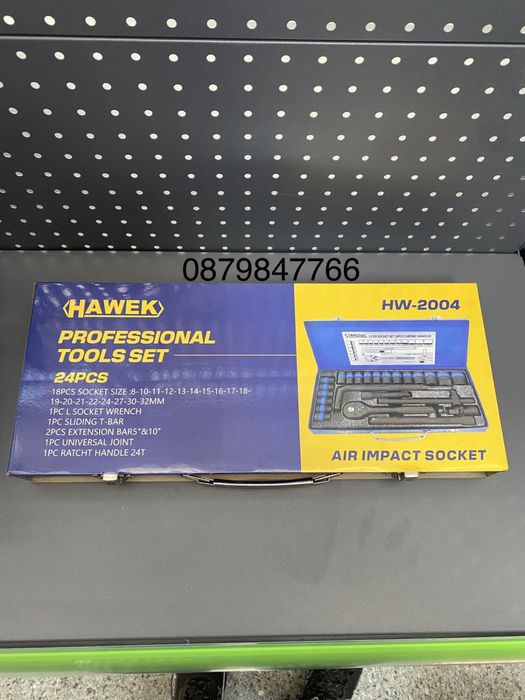 0879847766
HAWEK
PROFESSIONAL
TOOLS SET
24PCS
18PCS SOCKET SIZE :8-10-11-12-13-14-15-16-17-18-
19-20-21-22-24-27-30-32MM
1PC L SOCKET WRENCH
1PC SLIDING T-BAR
2PCS EXTENSION BAR5"&10"
1PC UNIVERSAL JOINT
1PC RATCHT HANDLE 24T
HW-2004
AIR IMPACT SOCKET